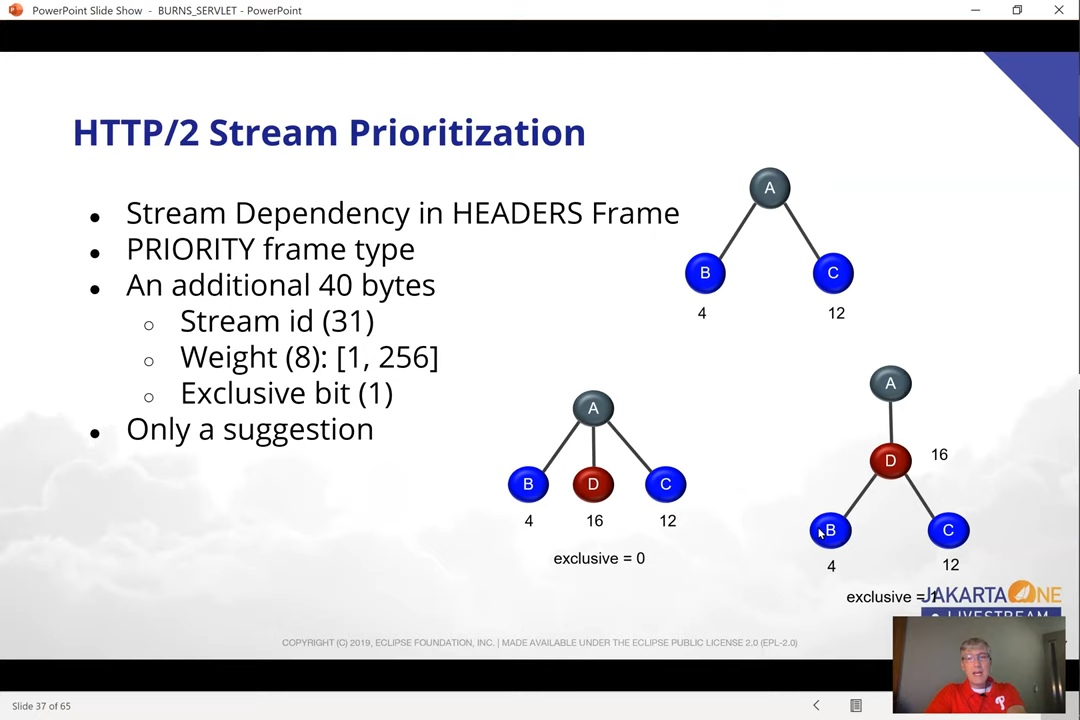 PowerPoint Slide Show - BURNS_SERVLET - PowerPoint
HTTP/2 Stream Prioritization
• Stream Dependency in HEADERS Frame
• PRIORITY frame type
• An additional 40 bytes
○ Stream id (31)
○ Weight (8): [1, 256]
○ Exclusive bit (1)
• Only a suggestion
A
B C
4 12
A
B D C
4 16 12
exclusive = 0
A
D 16
B C
4 12
exclusive = 1
JAKARTA ONE
LIVESTREAM
COPYRIGHT (C) 2019, ECLIPSE FOUNDATION, INC. | MADE AVAILABLE UNDER THE ECLIPSE PUBLIC LICENSE 2.0 (EPL-2.0)
P
Slide 37 of 65